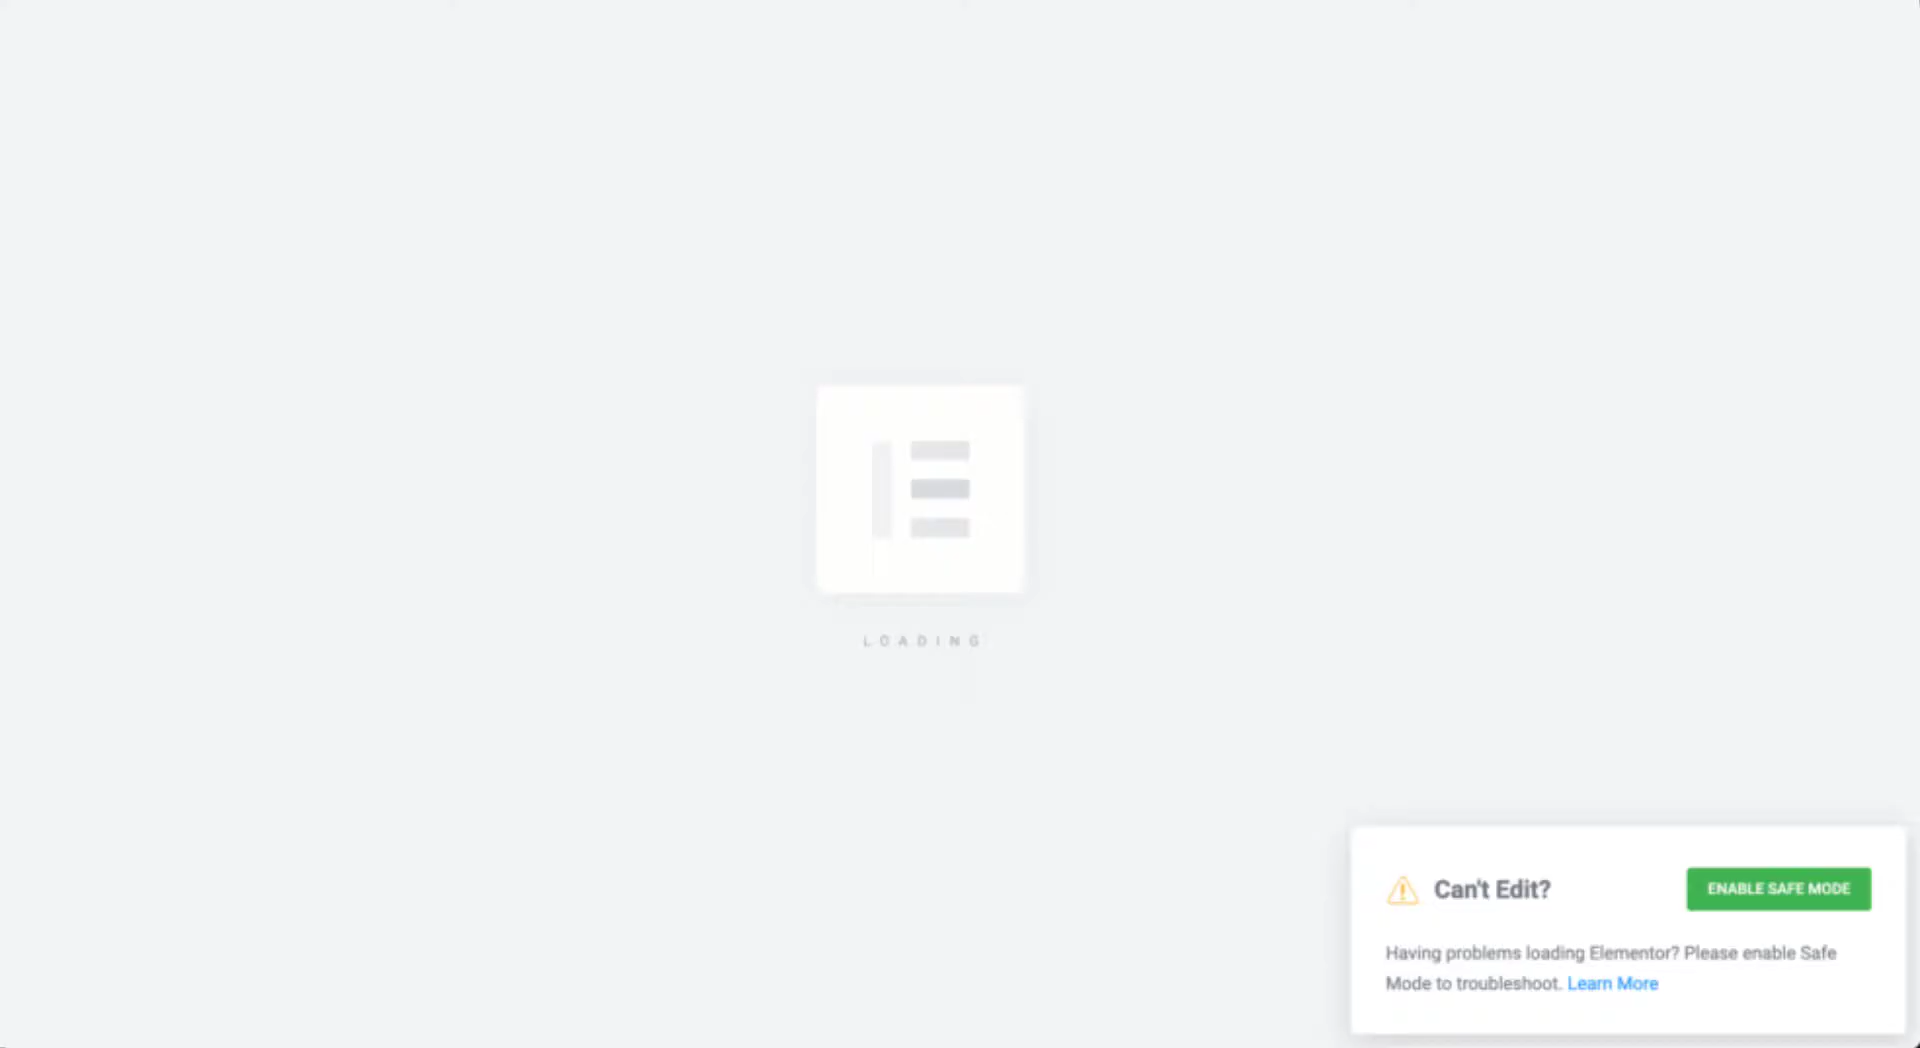 LOADING
Can't Edit?
ENABLE SAFE MODE
Having problems loading Elementor? Please enable Safe
Mode to troubleshoot. Learn More